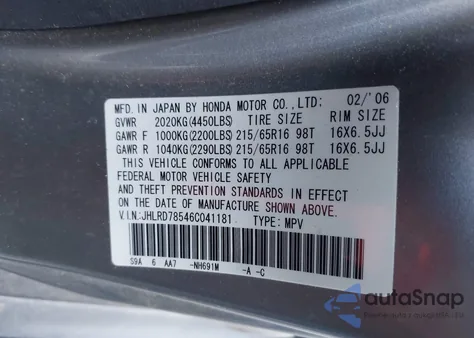 MFD. IN JAPAN BY HONDA MOTOR CO.,LTD: 02/'06
GVWR 2020KG(4450LBS) TIRE SIZE RIM SIZE
GAWR F 1000KG(2200LBS) 215/65R16 98T 16X6.5JJ
GAWR R 1040KG(2290LBS) 215/65R16 98T 16X6.5JJ
THIS VEHICLE CONFORMS TO ALL APPLICABLE
FEDERAL MOTOR VEHICLE SAFETY
AND THEFT PREVENTION STANDARDS IN EFFECT
ON THE DATE OF MANUFACTURE SHOWN ABOVE.
V.I.N:JHLRD78546C041181 TYPE: MPV
S9A 6 AA7 -NH691M -A -C
autoSnap